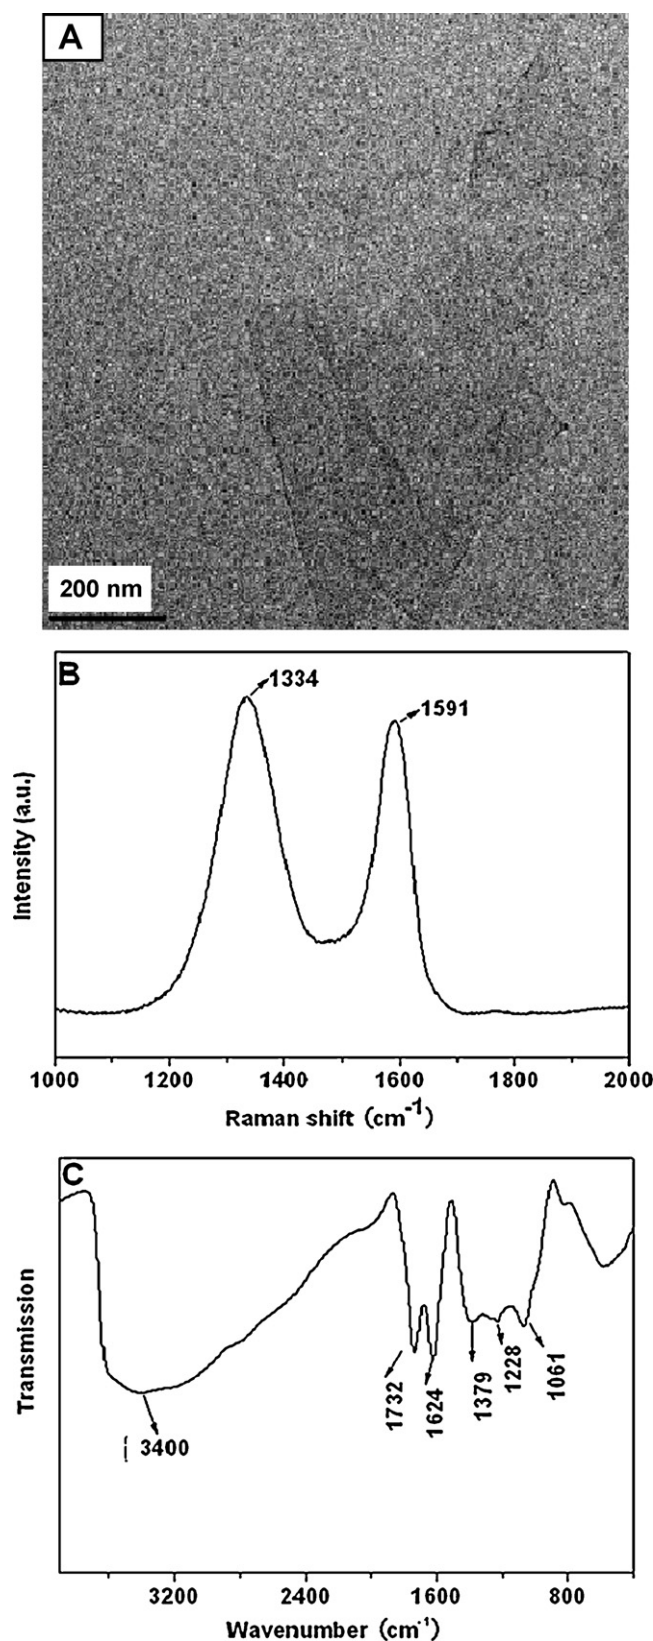 A
200 nm
B
1334
1591
Intensity (a.u.)
1000 1200 1400 1600 1800 2000
Raman shift (cm⁻¹)
C
3400
1732
1624
1379
1228
1061
Transmission
3200 2400 1600 800
Wavenumber (cm⁻¹)